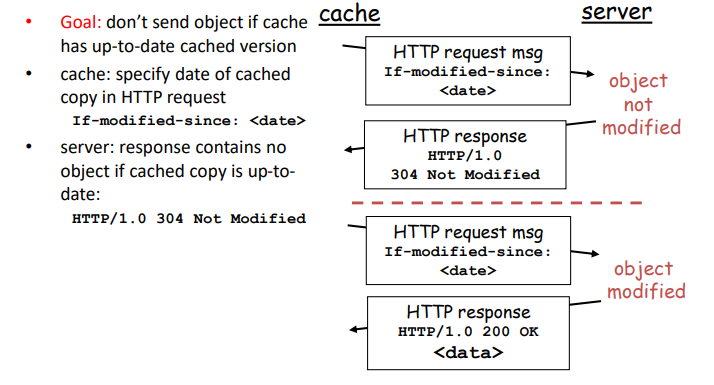 • Goal: don’t send object if cache
has up-to-date cached version
• cache: specify date of cached
copy in HTTP request
If-modified-since: <date>
• server: response contains no
object if cached copy is up-to-
date:
HTTP/1.0 304 Not Modified
cache
server
HTTP request msg
If-modified-since:
<date>
object
not
modified
HTTP response
HTTP/1.0
304 Not Modified
HTTP request msg
If-modified-since:
<date>
object
modified
HTTP response
HTTP/1.0 200 OK
<data>